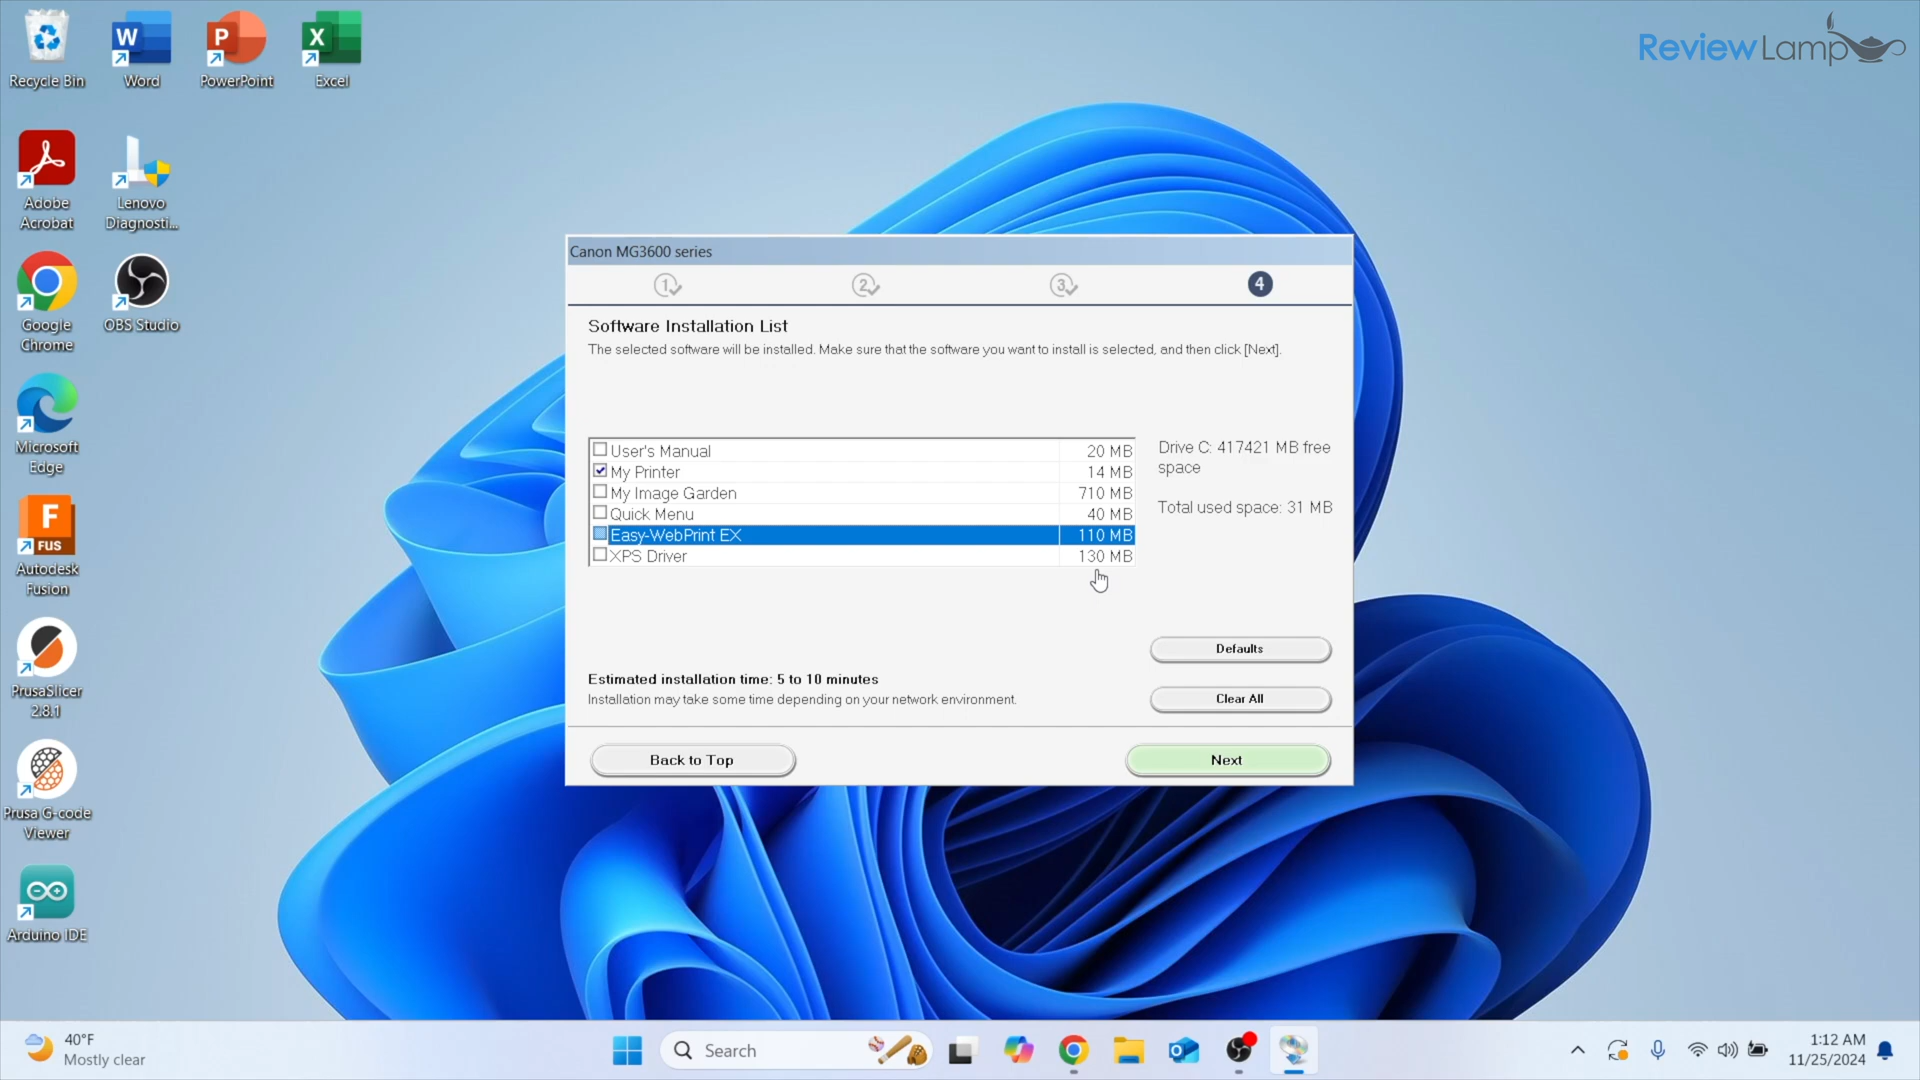 Recycle Bin
Word
PowerPoint
Excel
ReviewLamp
Adobe
Acrobat
Lenovo
Diagnosti...
Google
Chrome
OBS Studio
Microsoft
Edge
Autodesk
Fusion
PrusaSlicer
2.8.1
Prusa G-code
Viewer
Arduino IDE
W
P
X
F
FUS
Canon MG3600 series
1
2
3
4
Software Installation List
The selected software will be installed. Make sure that the software you want to install is selected, and then click [Next].
User's Manual 20 MB
My Printer 14 MB
My Image Garden 710 MB
Quick Menu 40 MB
Easy-WebPrint EX 110 MB
XPS Driver 130 MB
Drive C: 417421 MB free
space
Total used space: 31 MB
Defaults
Estimated installation time: 5 to 10 minutes
Installation may take some time depending on your network environment.
Clear All
Back to Top
Next
40°F
Mostly clear
Search
1:12 AM
11/25/2024